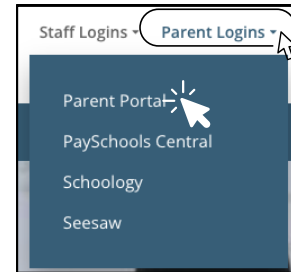 Staff Logins Parent Logins
Parent Portal
PaySchools Central
Schoology
Seesaw